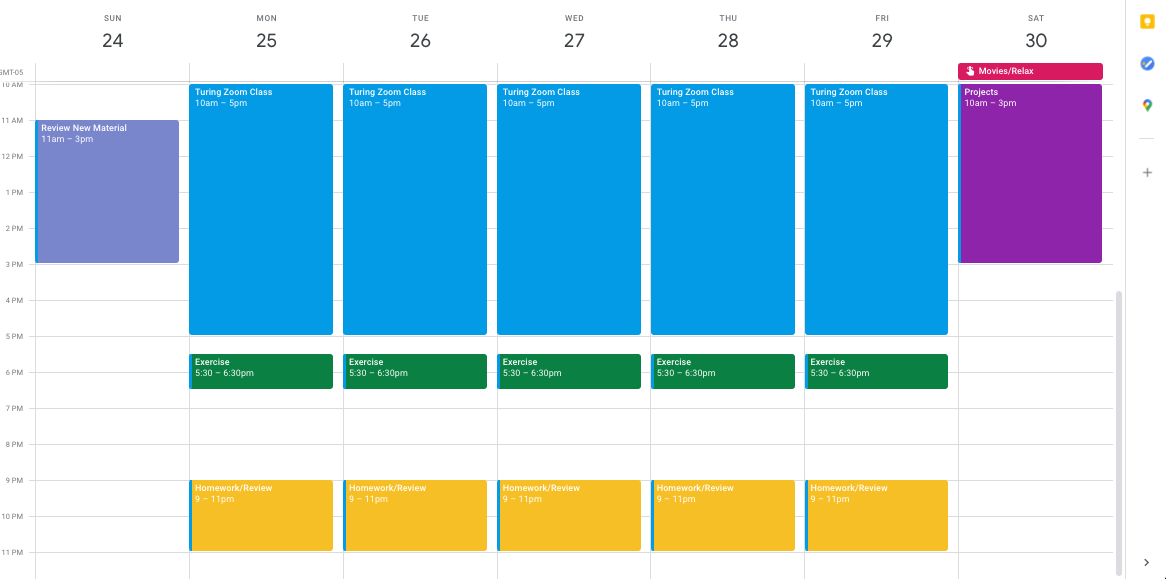 SUN
MON
TUE
WED
THU
FRI
SAT
24
25
26
27
28
29
30
GMT-05
Movies/Relax
10 AM
Turing Zoom Class
10am – 5pm
Turing Zoom Class
10am – 5pm
Turing Zoom Class
10am – 5pm
Turing Zoom Class
10am – 5pm
Turing Zoom Class
10am – 5pm
Projects
10am – 3pm
11 AM
Review New Material
11am – 3pm
12 PM
1 PM
2 PM
3 PM
4 PM
5 PM
Exercise
5:30 – 6:30pm
Exercise
5:30 – 6:30pm
Exercise
5:30 – 6:30pm
Exercise
5:30 – 6:30pm
Exercise
5:30 – 6:30pm
6 PM
7 PM
8 PM
9 PM
Homework/Review
9 – 11pm
Homework/Review
9 – 11pm
Homework/Review
9 – 11pm
Homework/Review
9 – 11pm
Homework/Review
9 – 11pm
10 PM
11 PM